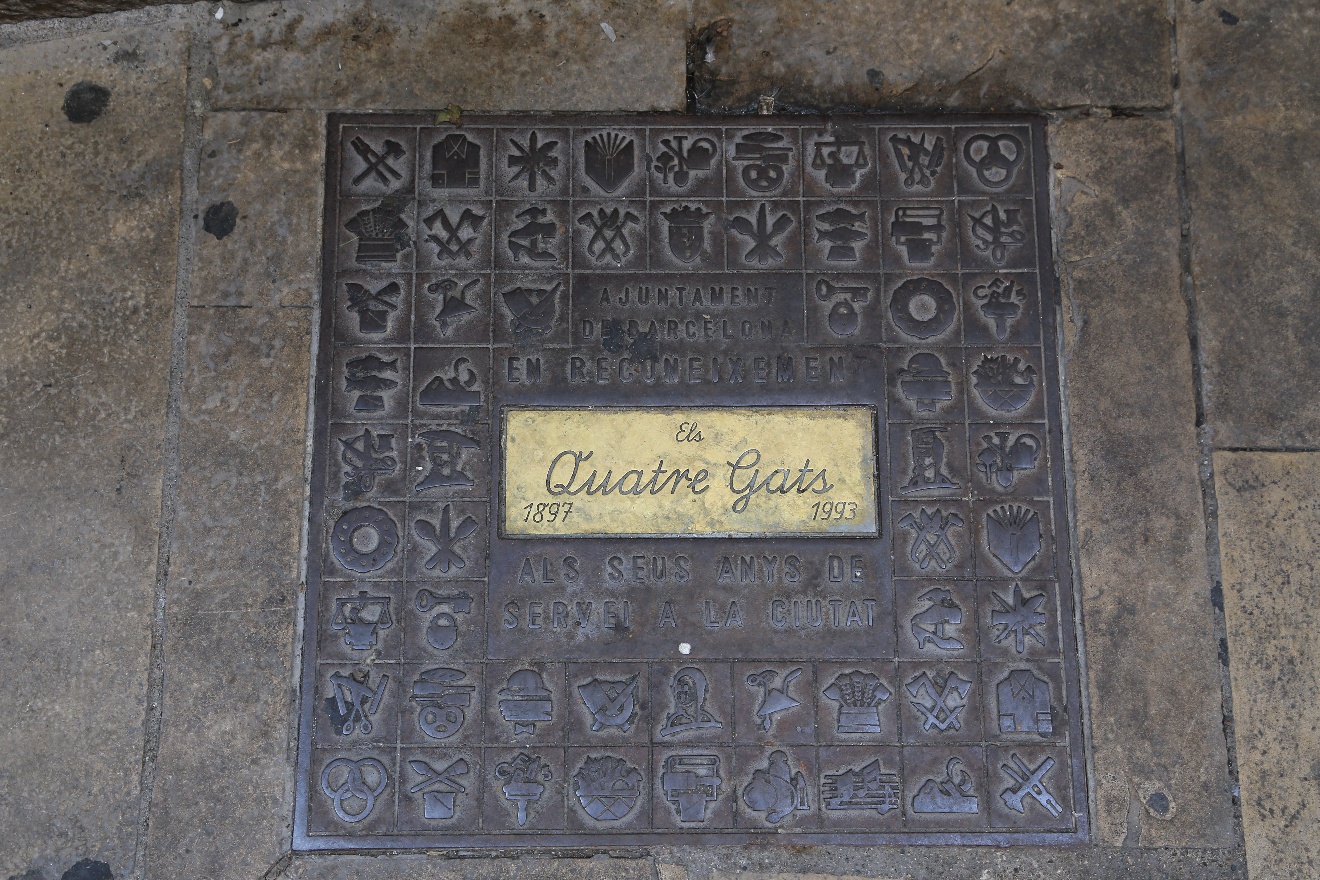 AJUNTAMENT
DE BARCELONA
EN RECONEIXEMENT
Els
Quatre Gats
1897 1993
ALS SEUS ANYS DE
SERVEI A LA CIUTAT